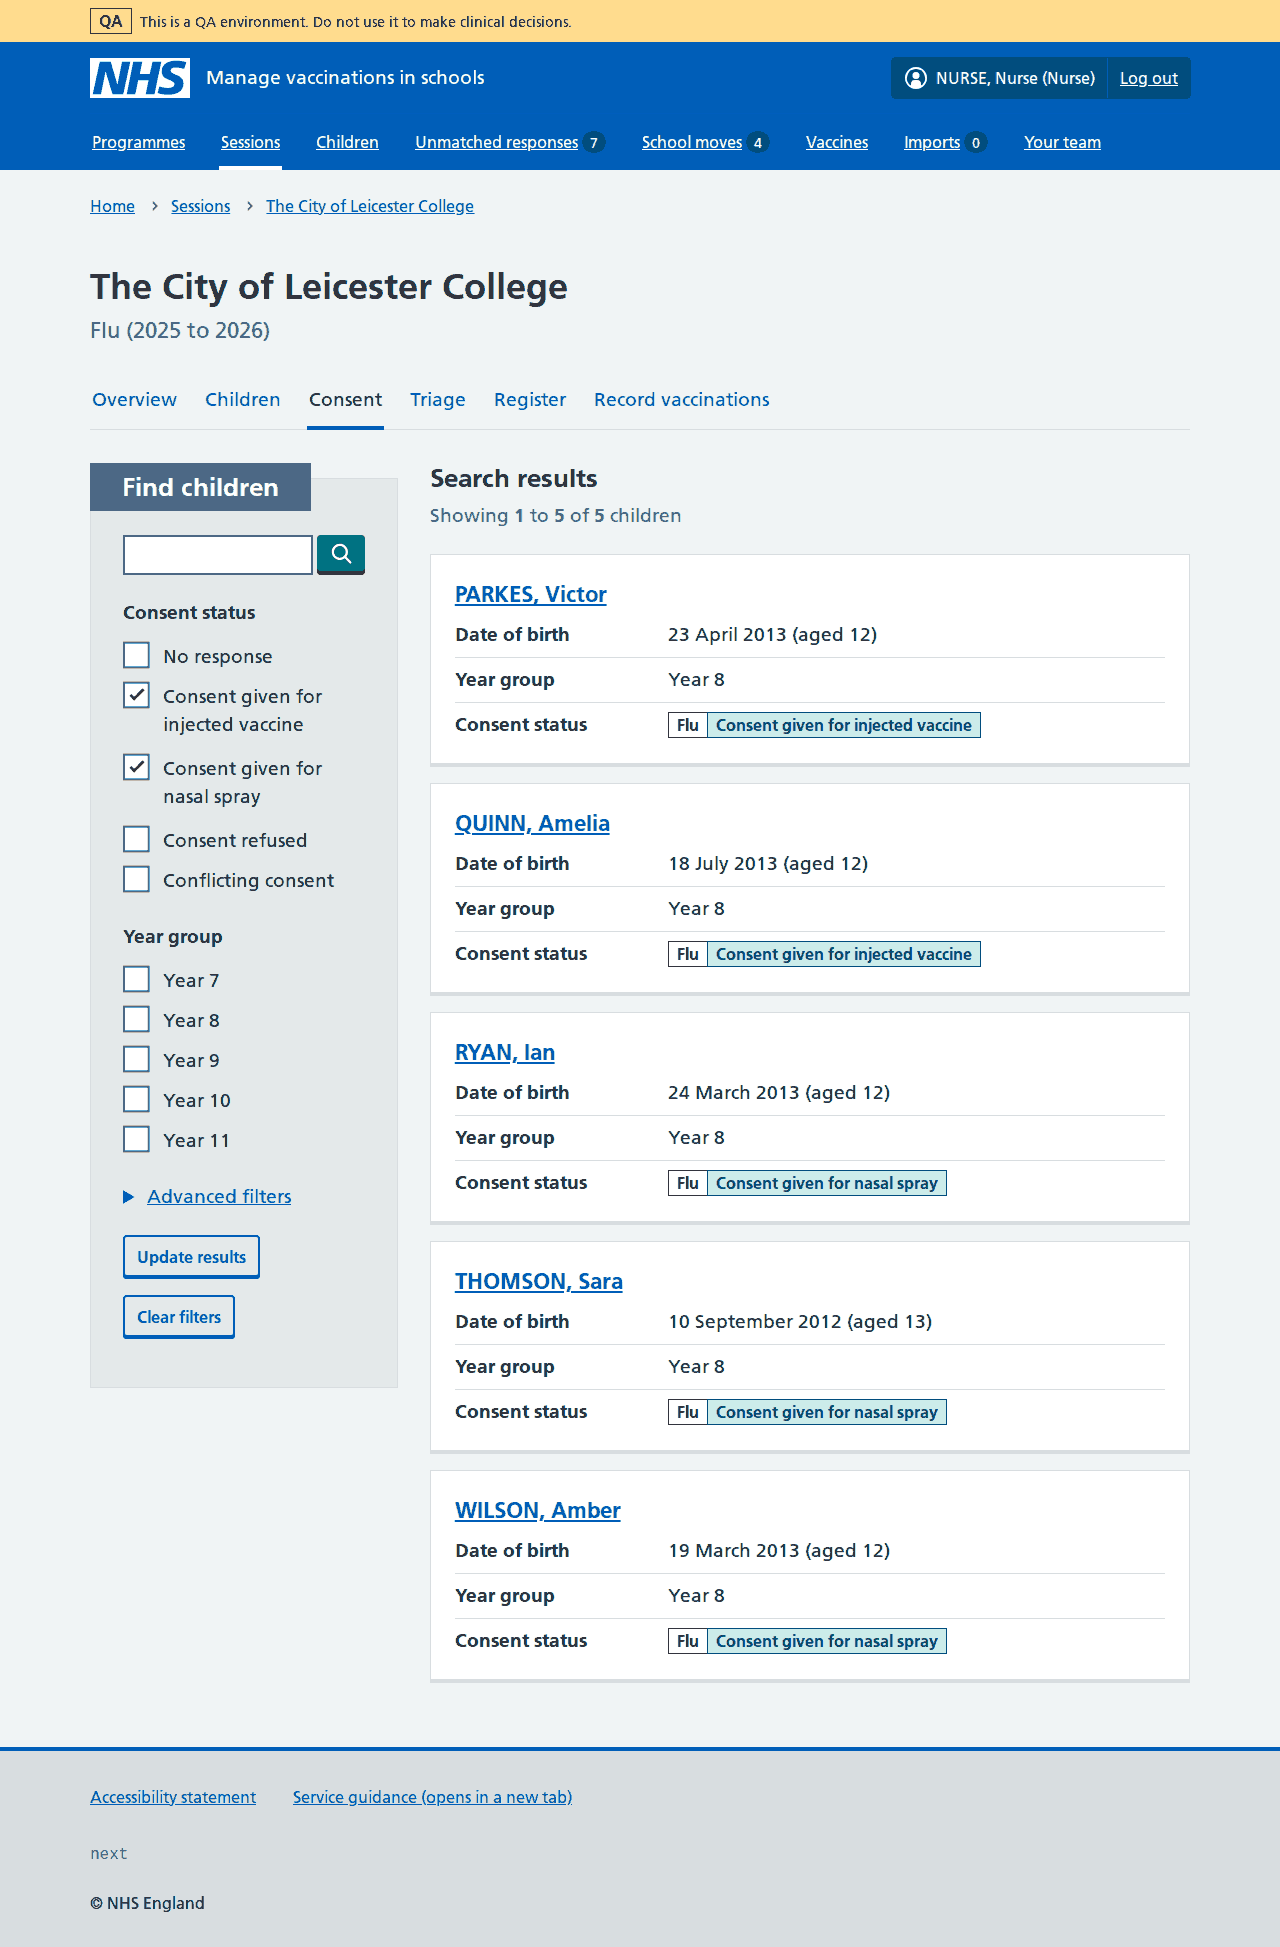 QA This is a QA environment. Do not use it to make clinical decisions.
NHS Manage vaccinations in schools NURSE, Nurse (Nurse) Log out
Programmes Sessions Children Unmatched responses 7 School moves 4 Vaccines Imports 0 Your team
Home Sessions The City of Leicester College
The City of Leicester College
Flu (2025 to 2026)
Overview Children Consent Triage Register Record vaccinations
Find children
Consent status
No response
Consent given for
injected vaccine
Consent given for
nasal spray
Consent refused
Conflicting consent
Year group
Year 7
Year 8
Year 9
Year 10
Year 11
Advanced filters
Update results
Clear filters
Search results
Showing 1 to 5 of 5 children
PARKES, Victor
Date of birth 23 April 2013 (aged 12)
Year group Year 8
Consent status Flu Consent given for injected vaccine
QUINN, Amelia
Date of birth 18 July 2013 (aged 12)
Year group Year 8
Consent status Flu Consent given for injected vaccine
RYAN, Ian
Date of birth 24 March 2013 (aged 12)
Year group Year 8
Consent status Flu Consent given for nasal spray
THOMSON, Sara
Date of birth 10 September 2012 (aged 13)
Year group Year 8
Consent status Flu Consent given for nasal spray
WILSON, Amber
Date of birth 19 March 2013 (aged 12)
Year group Year 8
Consent status Flu Consent given for nasal spray
Accessibility statement Service guidance (opens in a new tab)
next
© NHS England